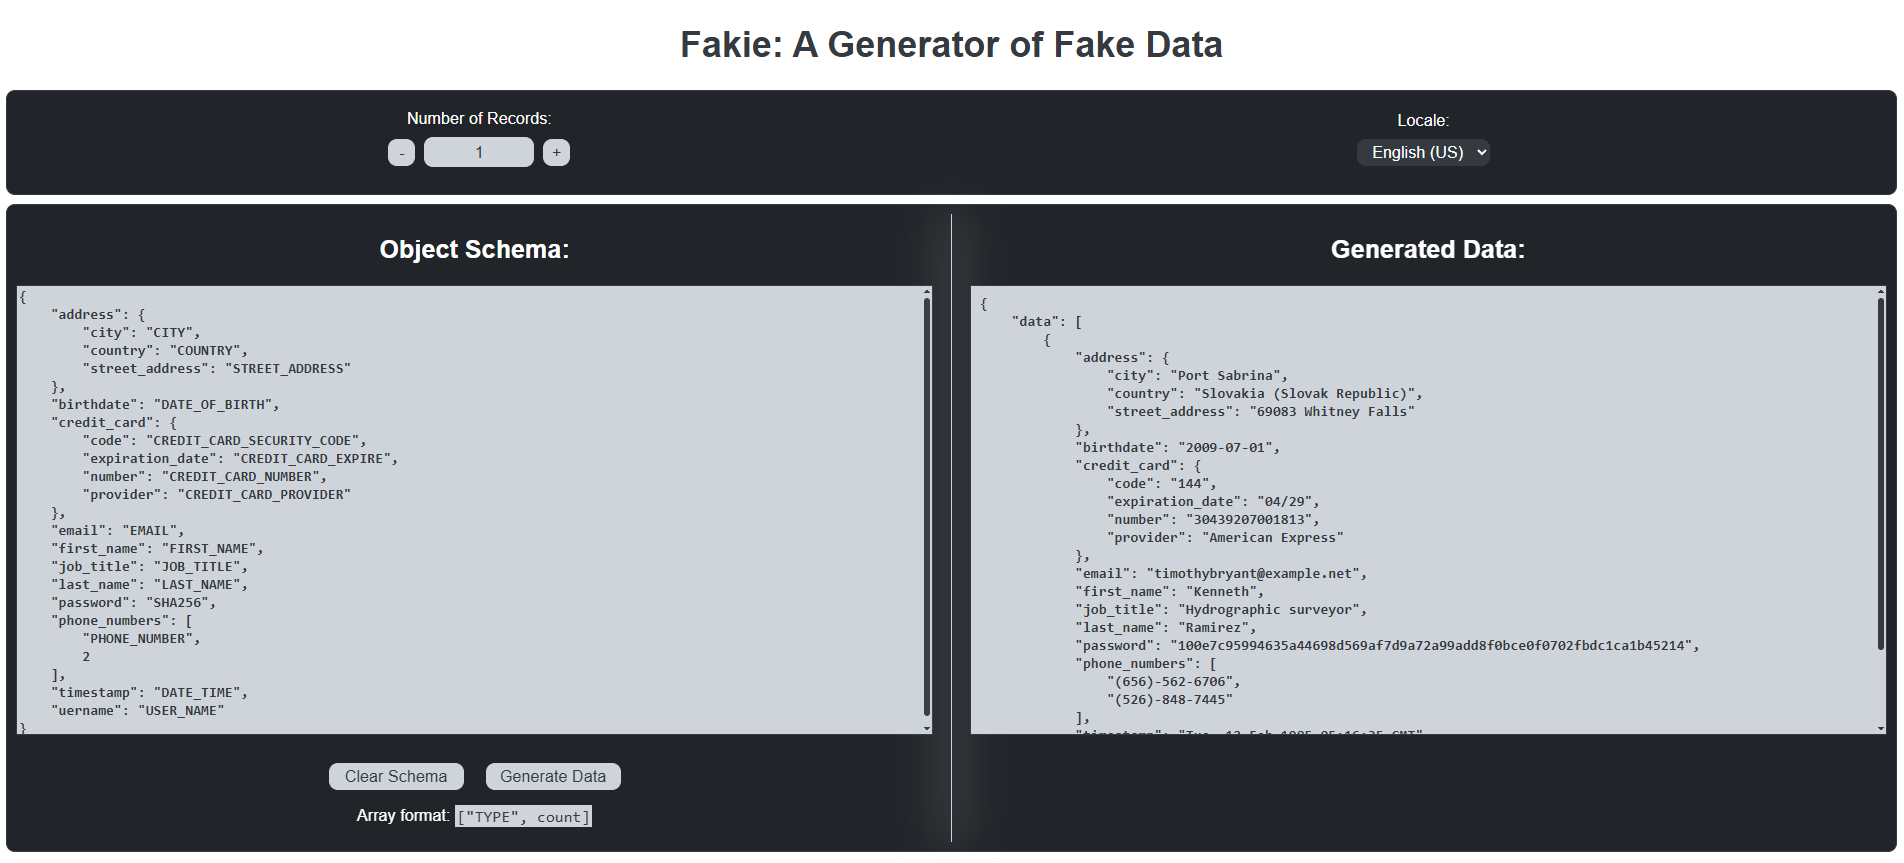 Fakie: A Generator of Fake Data
Number of Records:
- 1 +
Locale:
English (US)
Object Schema:
{
    "address": {
        "city": "CITY",
        "country": "COUNTRY",
        "street_address": "STREET_ADDRESS"
    },
    "birthdate": "DATE_OF_BIRTH",
    "credit_card": {
        "code": "CREDIT_CARD_SECURITY_CODE",
        "expiration_date": "CREDIT_CARD_EXPIRE",
        "number": "CREDIT_CARD_NUMBER",
        "provider": "CREDIT_CARD_PROVIDER"
    },
    "email": "EMAIL",
    "first_name": "FIRST_NAME",
    "job_title": "JOB_TITLE",
    "last_name": "LAST_NAME",
    "password": "SHA256",
    "phone_numbers": [
        "PHONE_NUMBER",
        2
    ],
    "timestamp": "DATE_TIME",
    "uername": "USER_NAME"
}
Clear Schema Generate Data
Array format: ["TYPE", count]
Generated Data:
{
    "data": [
        {
            "address": {
                "city": "Port Sabrina",
                "country": "Slovakia (Slovak Republic)",
                "street_address": "69083 Whitney Falls"
            },
            "birthdate": "2009-07-01",
            "credit_card": {
                "code": "144",
                "expiration_date": "04/29",
                "number": "30439207001813",
                "provider": "American Express"
            },
            "email": "timothybryant@example.net",
            "first_name": "Kenneth",
            "job_title": "Hydrographic surveyor",
            "last_name": "Ramirez",
            "password": "100e7c95994635a44698d569af7d9a72a99add8f0bce0f0702fbdc1ca1b45214",
            "phone_numbers": [
                "(656)-562-6706",
                "(526)-848-7445"
            ],